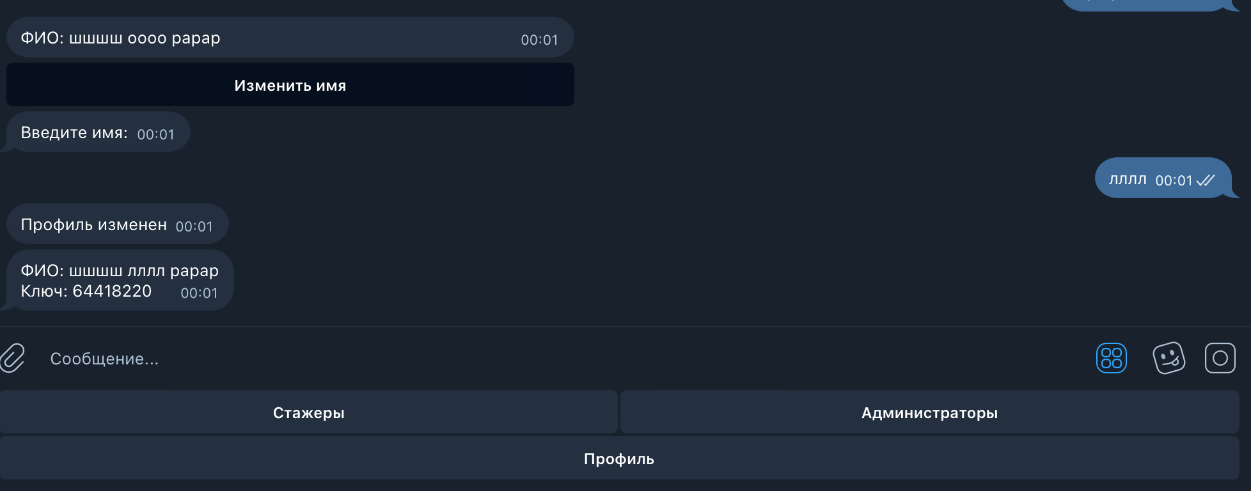 ФИО: шшшш оооо рарар 00:01
Изменить имя
Введите имя: 00:01
лллл 00:01
Профиль изменен 00:01
ФИО: шшшш лллл рарар
Ключ: 64418220 00:01
Сообщение...
Стажеры Администраторы
Профиль